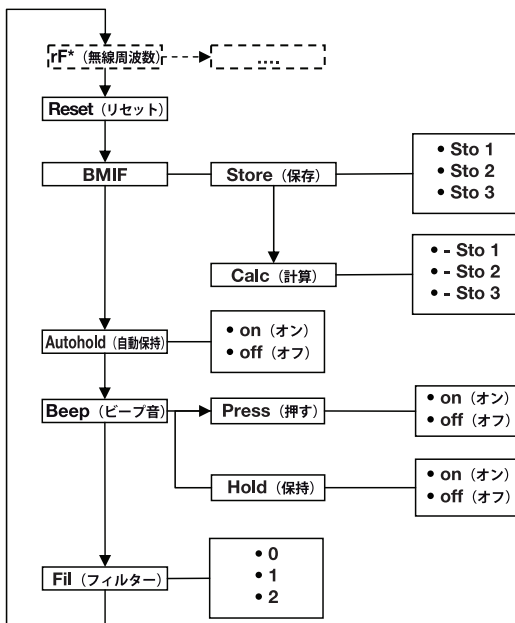 rF* (無線周波数)
....
Reset (リセット)
BMIF
Store (保存)
• Sto 1
• Sto 2
• Sto 3
Calc (計算)
• - Sto 1
• - Sto 2
• - Sto 3
Autohold (自動保持)
• on (オン)
• off (オフ)
Beep (ビープ音)
Press (押す)
• on (オン)
• off (オフ)
Hold (保持)
• on (オン)
• off (オフ)
Fil (フィルター)
• 0
• 1
• 2